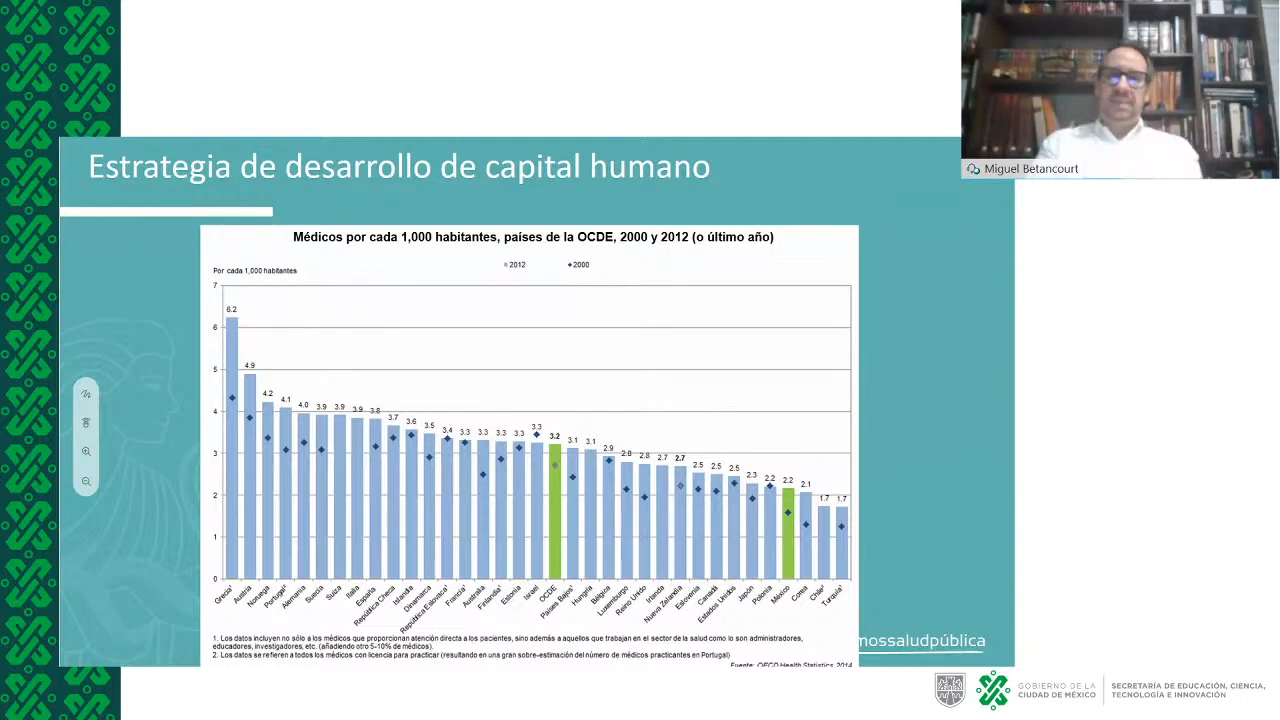 Miguel Betancourt
Estrategia de desarrollo de capital humano
Médicos por cada 1,000 habitantes, países de la OCDE, 2000 y 2012 (o último año)
2012 2000
Por cada 1,000 habitantes
7
6
5
4
3
2
1
0
6.2 4.9 4.2 4.1 4.0 3.9 3.9 3.9 3.8 3.7 3.6 3.5 3.4 3.3 3.3 3.3 3.3 3.3 3.2 3.1 3.1 2.9 2.8 2.8 2.7 2.7 2.5 2.5 2.5 2.3 2.2 2.2 2.1 1.7 1.7
Grecia¹
Austria
Noruega
Portugal²
Alemania
Suecia
Suiza
Italia
España
República Checa
Islandia
Dinamarca
República Eslovaca¹
Francia¹
Australia
Finlandia¹
Estonia
Israel
OCDE
Países Bajos¹
Hungría
Bélgica
Luxemburgo
Reino Unido
Irlanda
Nueva Zelandia
Eslovenia
Canadá
Estados Unidos
Japón
Polonia
México
Corea
Chile²
Turquía¹
1. Los datos incluyen no sólo a los médicos que proporcionan atención directa a los pacientes, sino además a aquellos que trabajan en el sector de la salud como lo son administradores,
educadores, investigadores, etc. (añadiendo otro 5-10% de médicos).
2. Los datos se refieren a todos los médicos con licencia para practicar (resultando en una gran sobre-estimación del número de médicos practicantes en Portugal)
Fuente: OECD Health Statistics 2014
mossaludpública
GOBIERNO DE LA
CIUDAD DE MÉXICO
SECRETARÍA DE EDUCACIÓN, CIENCIA,
TECNOLOGÍA E INNOVACIÓN